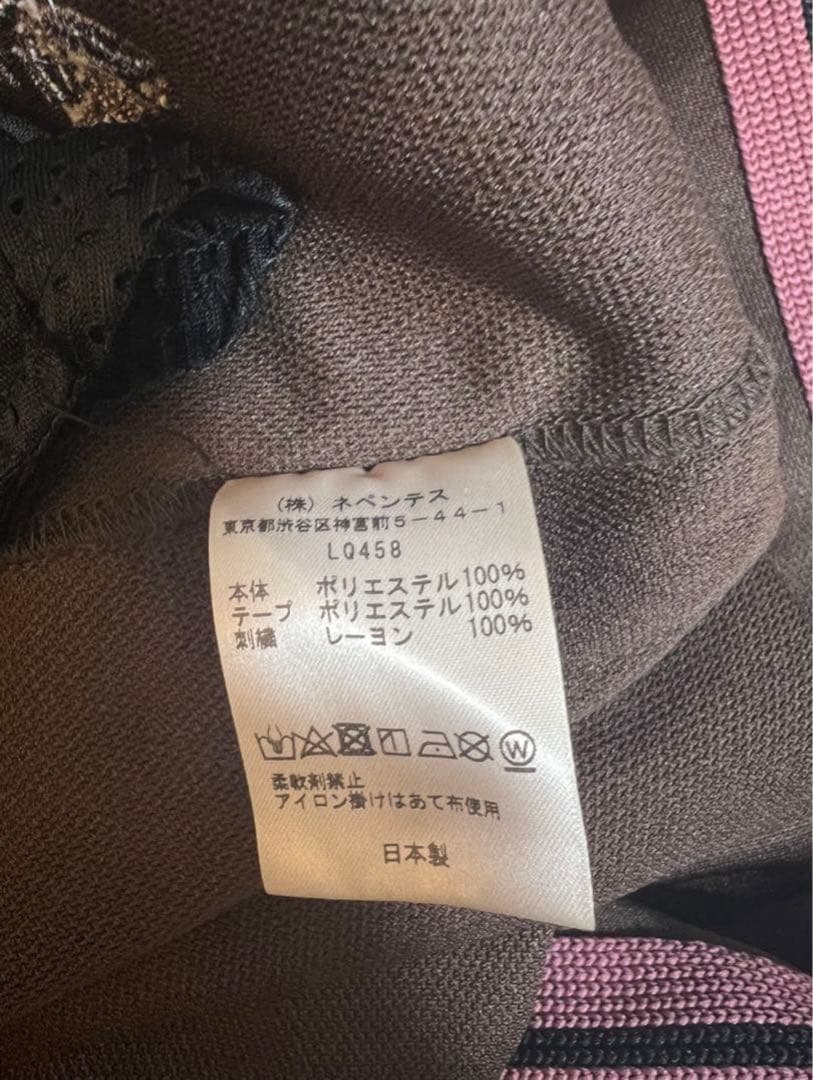 (株) ネペンテス
東京都渋谷区神宮前5-44-1
LQ458
本体 ポリエステル100%
テープ ポリエステル100%
刺繍 レーヨン 100%
W
柔軟剤禁止
アイロン掛けはあて布使用
日本製